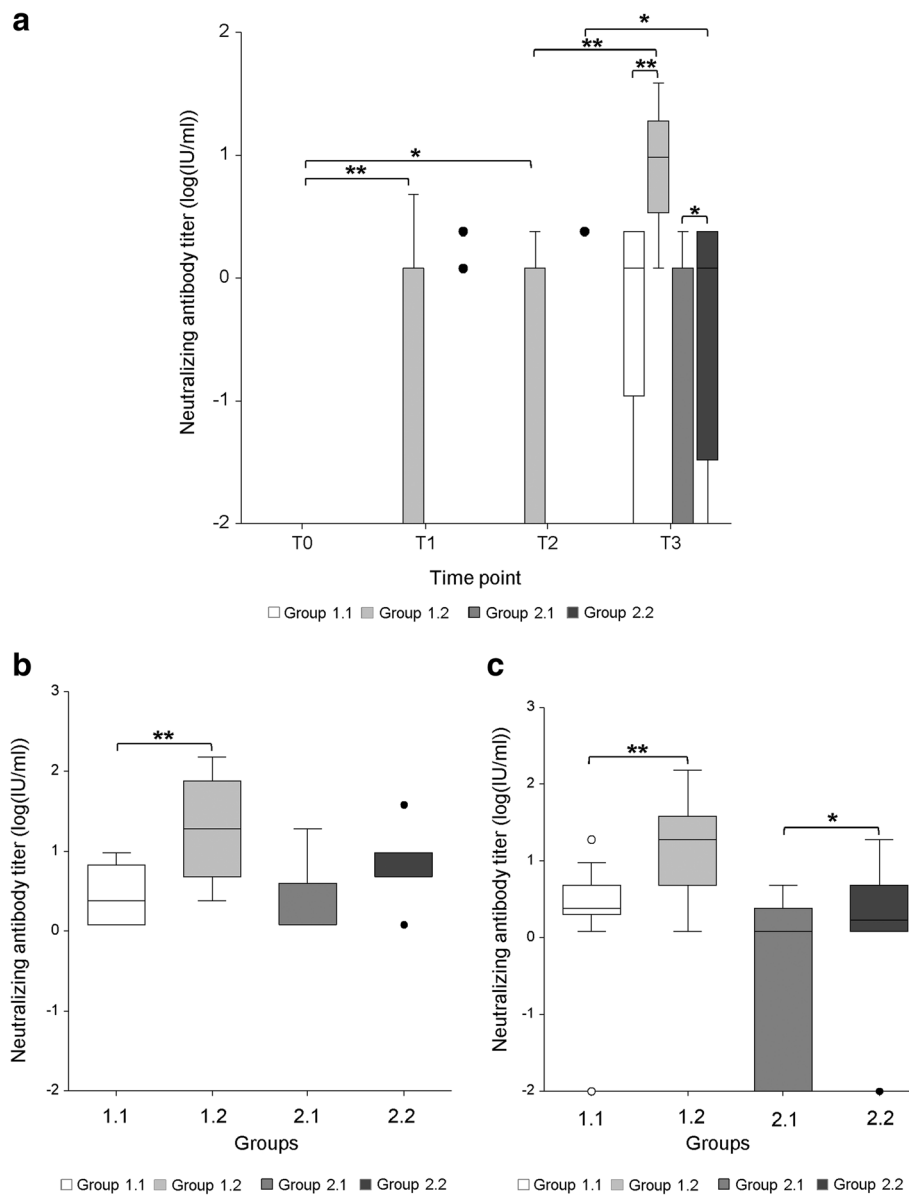 a
Neutralizing antibody titer (log(IU/ml))
2
1
0
-1
-2
*
**
**
*
**
*
T0 T1 T2 T3
Time point
Group 1.1 Group 1.2 Group 2.1 Group 2.2
b
Neutralizing antibody titer (log(IU/ml))
3
2
1
0
-1
-2
**
1.1 1.2 2.1 2.2
Groups
Group 1.1 Group 1.2 Group 2.1 Group 2.2
c
Neutralizing antibody titer (log(IU/ml))
3
2
1
0
-1
-2
**
*
1.1 1.2 2.1 2.2
Groups
Group 1.1 Group 1.2 Group 2.1 Group 2.2